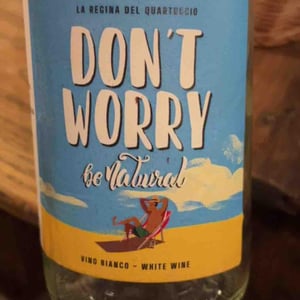 LA REGINA DEL QUARTUCCIO
DON'T
WORRY
be natural
VINO BIANCO - WHITE WINE